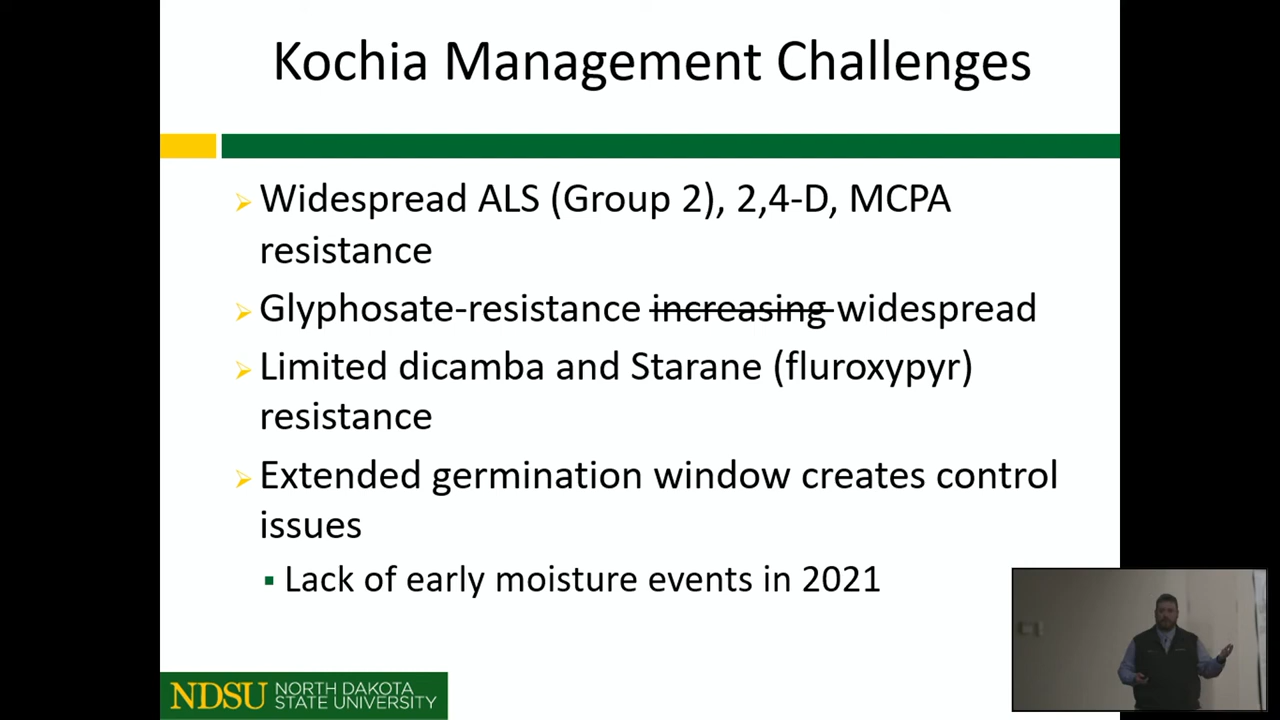 Kochia Management Challenges
Widespread ALS (Group 2), 2,4-D, MCPA
resistance
Glyphosate-resistance increasing widespread
Limited dicamba and Starane (fluroxypyr)
resistance
Extended germination window creates control
issues
Lack of early moisture events in 2021
NDSU NORTH DAKOTA
STATE UNIVERSITY